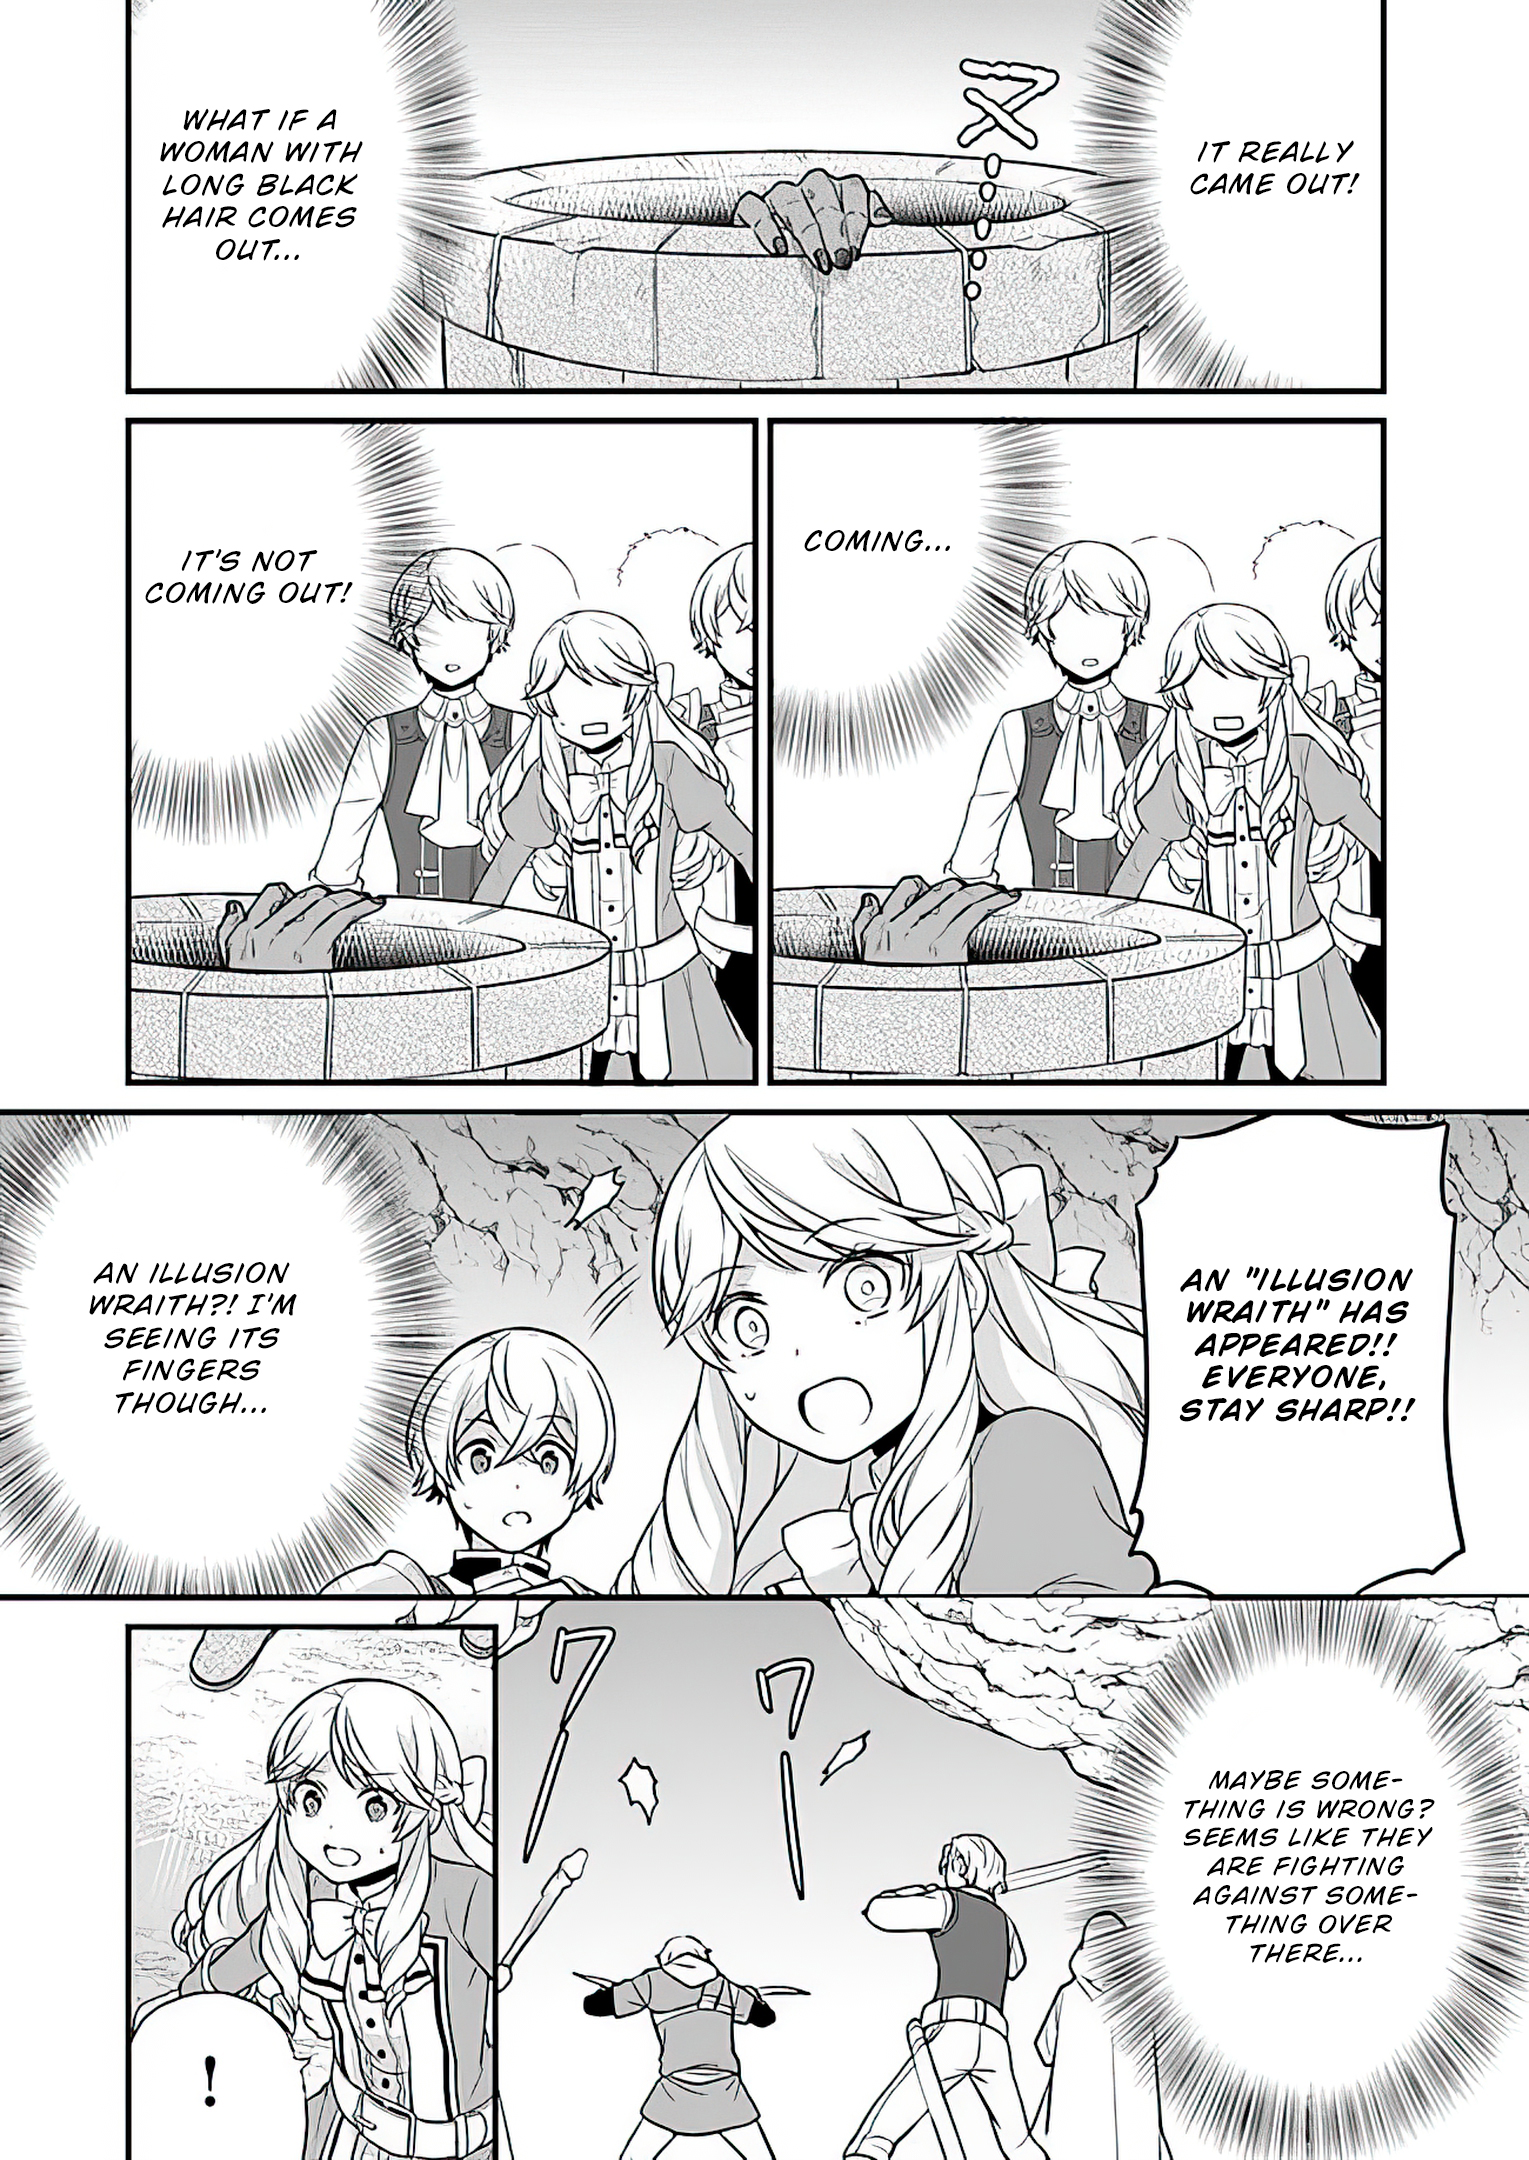 IT REALLY
CAME OUT!
ヌ
WHAT IF A
WOMAN WITH
LONG BLACK
HAIR COMES
OUT...
COMING...
IT'S NOT
COMING OUT!
AN "ILLUSION
WRAITH" HAS
APPEARED!!
EVERYONE,
STAY SHARP!!
AN ILLUSION
WRAITH?! I'M
SEEING ITS
FINGERS
THOUGH...
MAYBE SOME-
THING IS WRONG?
SEEMS LIKE THEY
ARE FIGHTING
AGAINST SOME-
THING OVER
THERE...
ワー
ワー
!